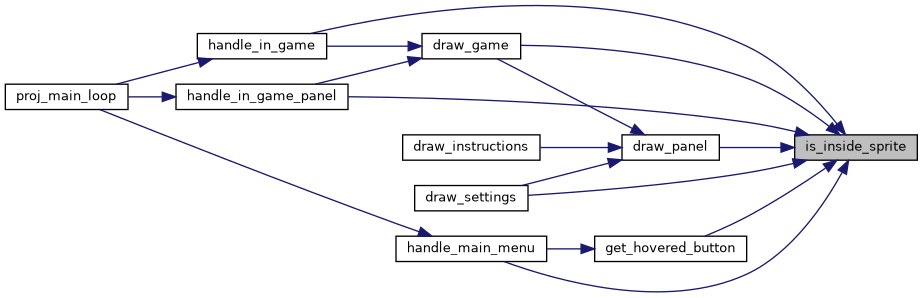 handle_in_game
draw_game
proj_main_loop
handle_in_game_panel
draw_instructions
draw_panel
is_inside_sprite
draw_settings
handle_main_menu
get_hovered_button